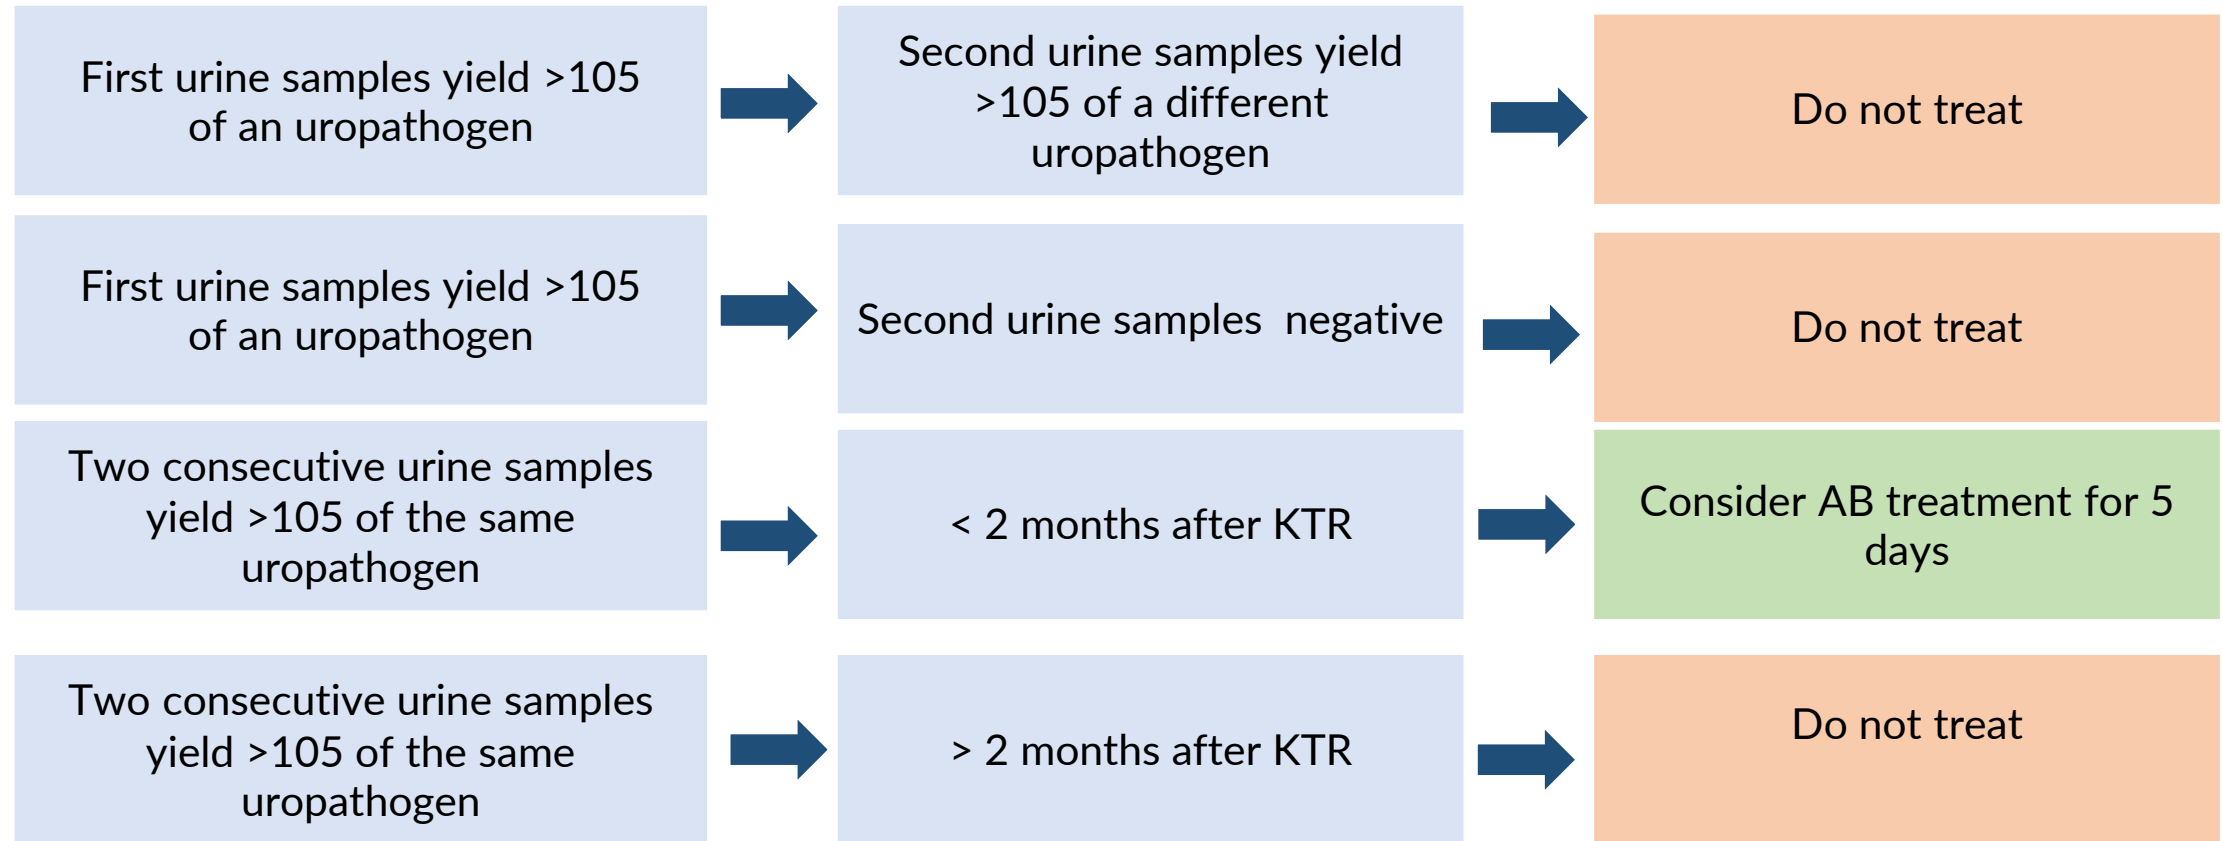 First urine samples yield >105
of an uropathogen
Second urine samples yield
>105 of a different
uropathogen
Do not treat
First urine samples yield >105
of an uropathogen
Second urine samples  negative
Do not treat
Two consecutive urine samples
yield >105 of the same
uropathogen
< 2 months after KTR
Consider AB treatment for 5
days
Two consecutive urine samples
yield >105 of the same
uropathogen
> 2 months after KTR
Do not treat